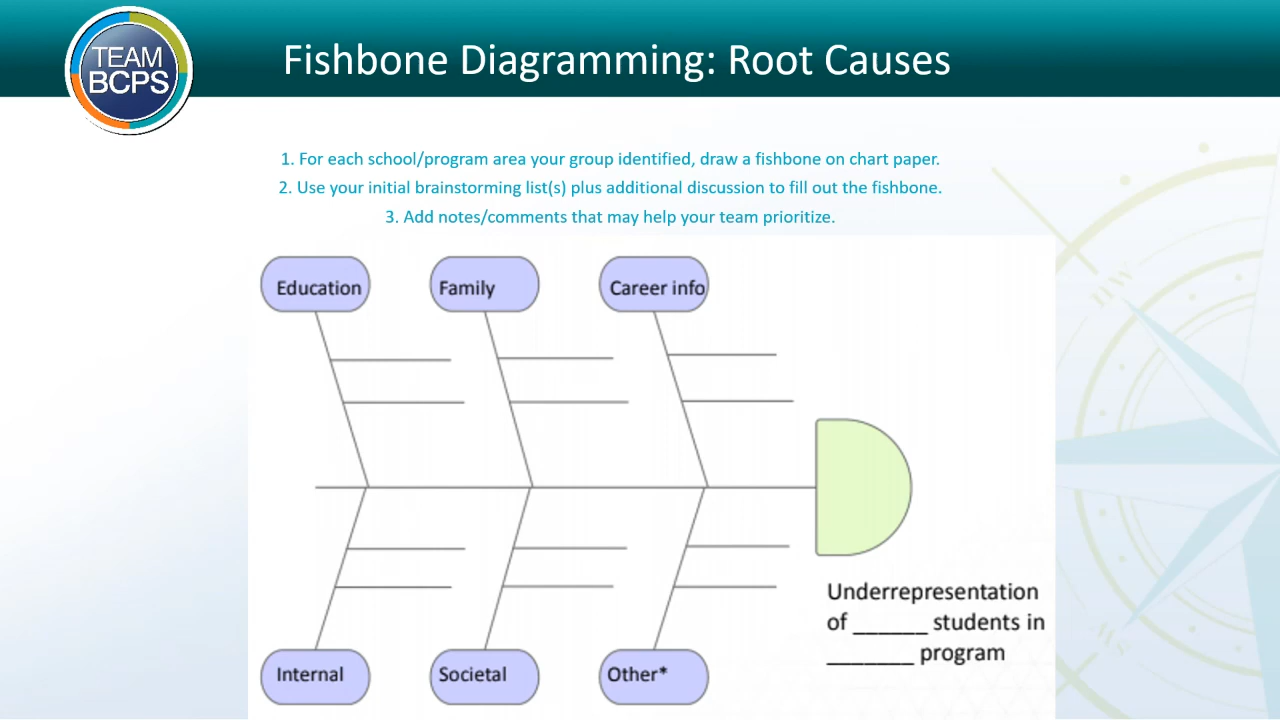 TEAM
BCPS
Fishbone Diagramming: Root Causes
1. For each school/program area your group identified, draw a fishbone on chart paper.
2. Use your initial brainstorming list(s) plus additional discussion to fill out the fishbone.
3. Add notes/comments that may help your team prioritize.
Education
Family
Career info
Underrepresentation
of ______ students in
_______ program
Internal
Societal
Other*